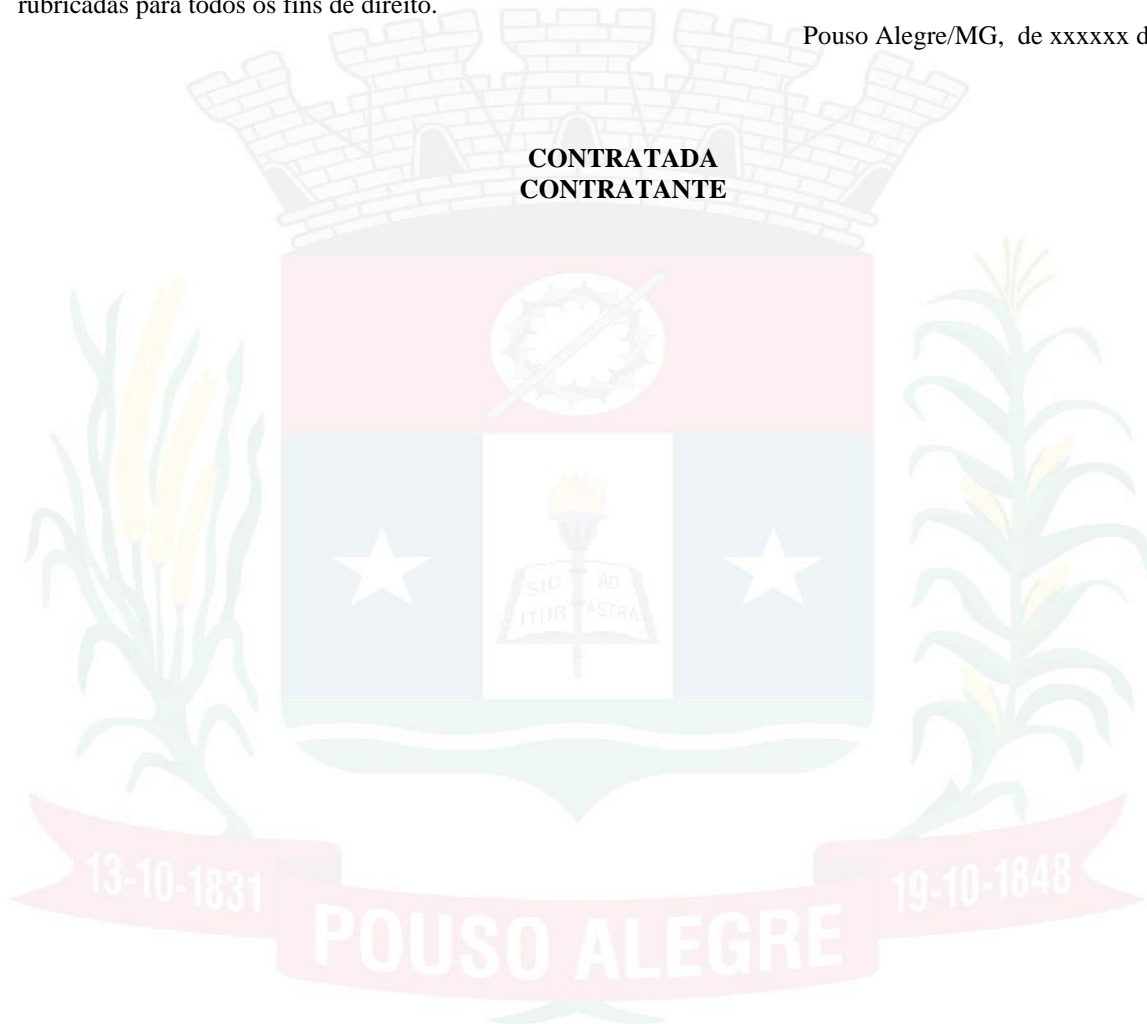 rubricadas para todos os fins de direito.
Pouso Alegre/MG, de xxxxxx d
CONTRATADA
CONTRATANTE
SIC AD
ITUR ASTRA
13-10-1831
19-10-1848
POUSO ALEGRE